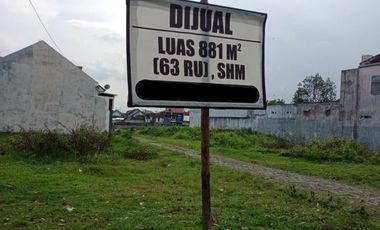 DIJUAL
LUAS 881 M²
(63 RU), SHM